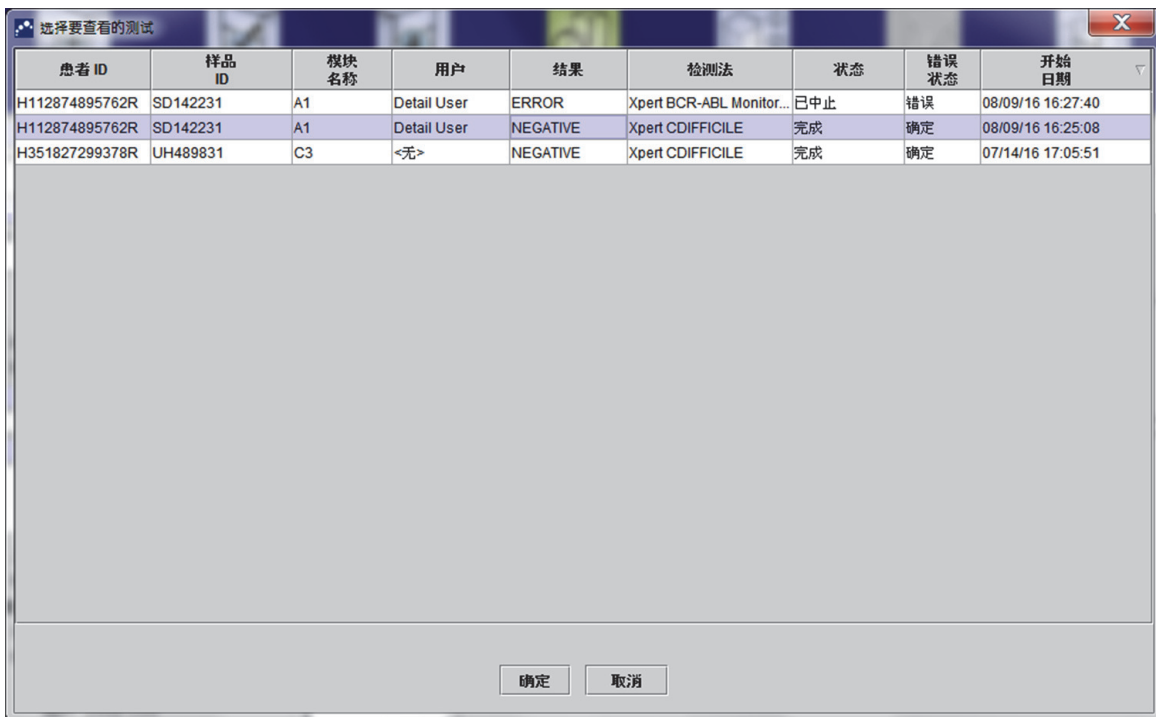 选择要查看的测试
患者 ID 样品 ID 模块名称 用户 结果 检测法 状态 错误状态 开始日期
H112874895762R SD142231 A1 Detail User ERROR Xpert BCR-ABL Monitor... 已中止 错误 08/09/16 16:27:40
H112874895762R SD142231 A1 Detail User NEGATIVE Xpert CDIFFICILE 完成 确定 08/09/16 16:25:08
H351827299378R UH489831 C3 <无> NEGATIVE Xpert CDIFFICILE 完成 确定 07/14/16 17:05:51
确定 取消